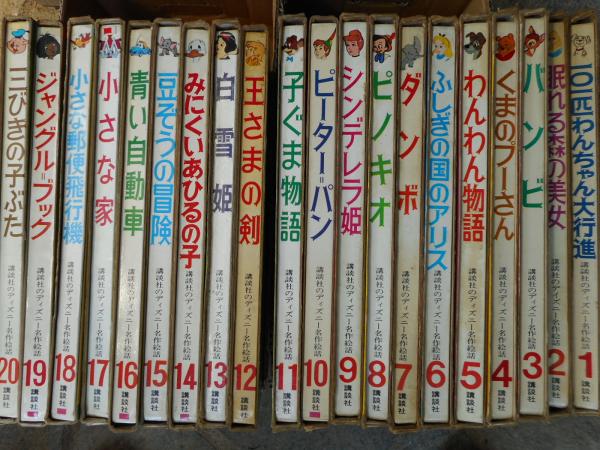 101匹わんちゃん大行進
講談社のディズニー名作絵話
1
講談社
眠れる森の美女
講談社のディズニー名作絵話
2
講談社
バンビ
講談社のディズニー名作絵話
3
講談社
くまのプーさん
講談社のディズニー名作絵話
4
講談社
わんわん物語
講談社のディズニー名作絵話
5
講談社
ふしぎの国のアリス
講談社のディズニー名作絵話
6
講談社
ダンボ
講談社のディズニー名作絵話
7
講談社
ピノキオ
講談社のディズニー名作絵話
8
講談社
シンデレラ姫
講談社のディズニー名作絵話
9
講談社
ピーター=パン
講談社のディズニー名作絵話
10
講談社
子ぐま物語
講談社のディズニー名作絵話
11
講談社
王さまの剣
講談社のディズニー名作絵話
12
講談社
白雪姫
講談社のディズニー名作絵話
13
講談社
みにくいあひるの子
講談社のディズニー名作絵話
14
講談社
豆ぞうの冒険
講談社のディズニー名作絵話
15
講談社
青い自動車
講談社のディズニー名作絵話
16
講談社
小さな家
講談社のディズニー名作絵話
17
講談社
小さな郵便飛行機
講談社のディズニー名作絵話
18
講談社
ジャングル=ブック
講談社のディズニー名作絵話
19
講談社
三びきの子ぶた
講談社のディズニー名作絵話
20
講談社